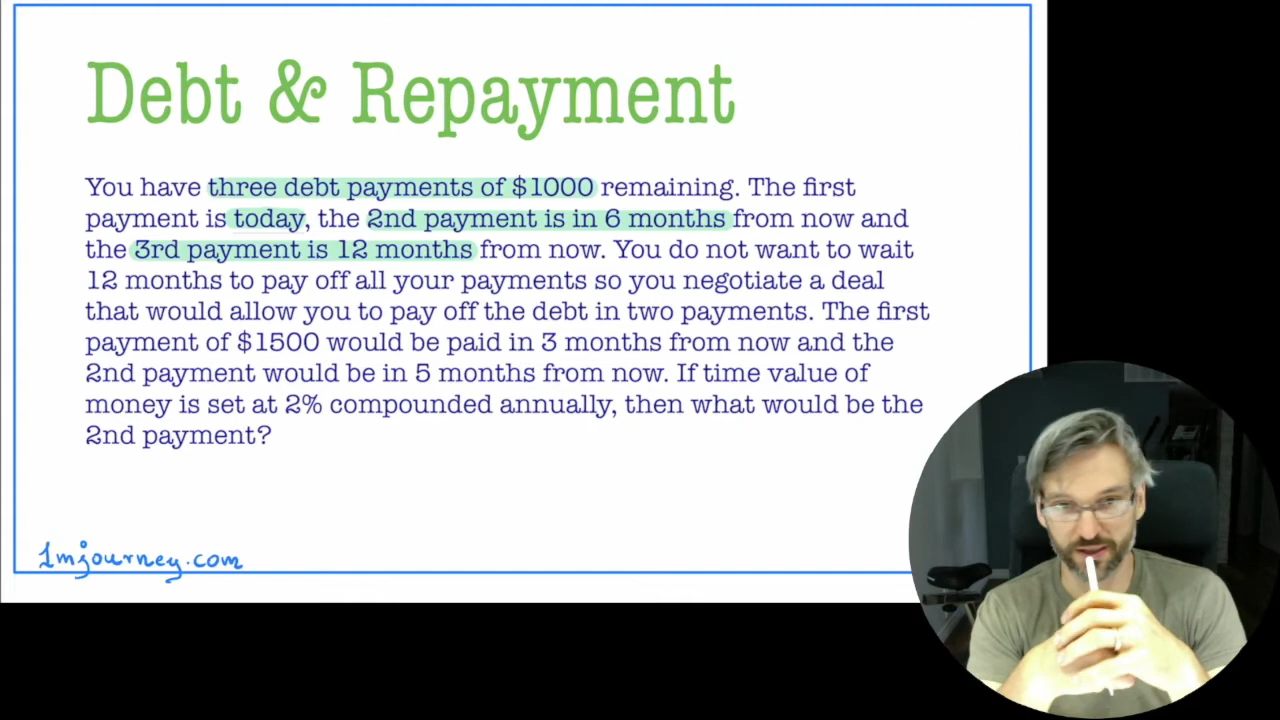 Debt & Repayment
You have three debt payments of $1000 remaining. The first
payment is today, the 2nd payment is in 6 months from now and
the 3rd payment is 12 months from now. You do not want to wait
12 months to pay off all your payments so you negotiate a deal
that would allow you to pay off the debt in two payments. The first
payment of $1500 would be paid in 3 months from now and the
2nd payment would be in 5 months from now. If time value of
money is set at 2% compounded annually, then what would be the
2nd payment?
1mjourney.com